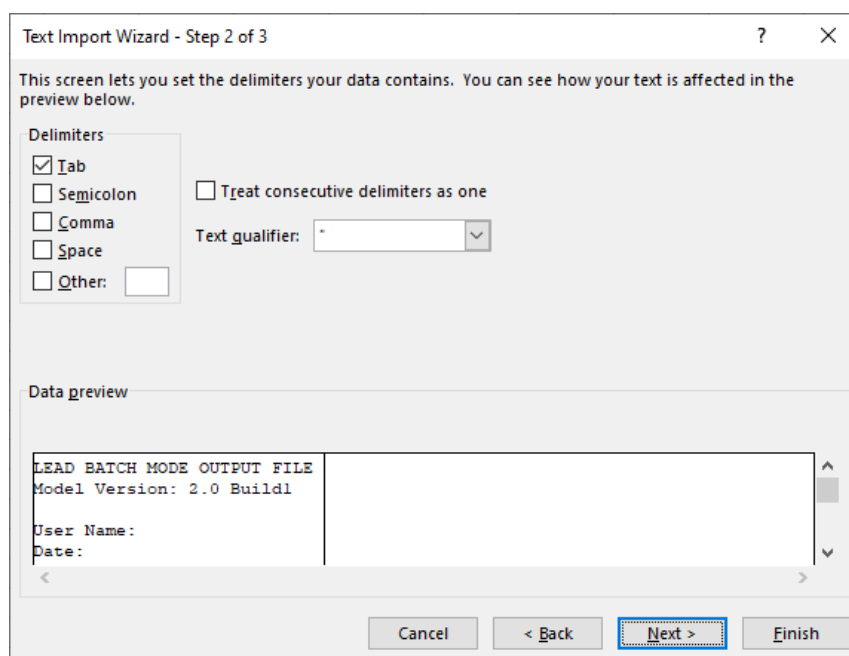 Text Import Wizard - Step 2 of 3
This screen lets you set the delimiters your data contains. You can see how your text is affected in the
preview below.
Delimiters
Tab
Semicolon
Comma
Space
Other:
Treat consecutive delimiters as one
Text qualifier: "
Data preview
LEAD BATCH MODE OUTPUT FILE
Model Version: 2.0 Build1
User Name:
Date:
Cancel
< Back
Next >
Finish